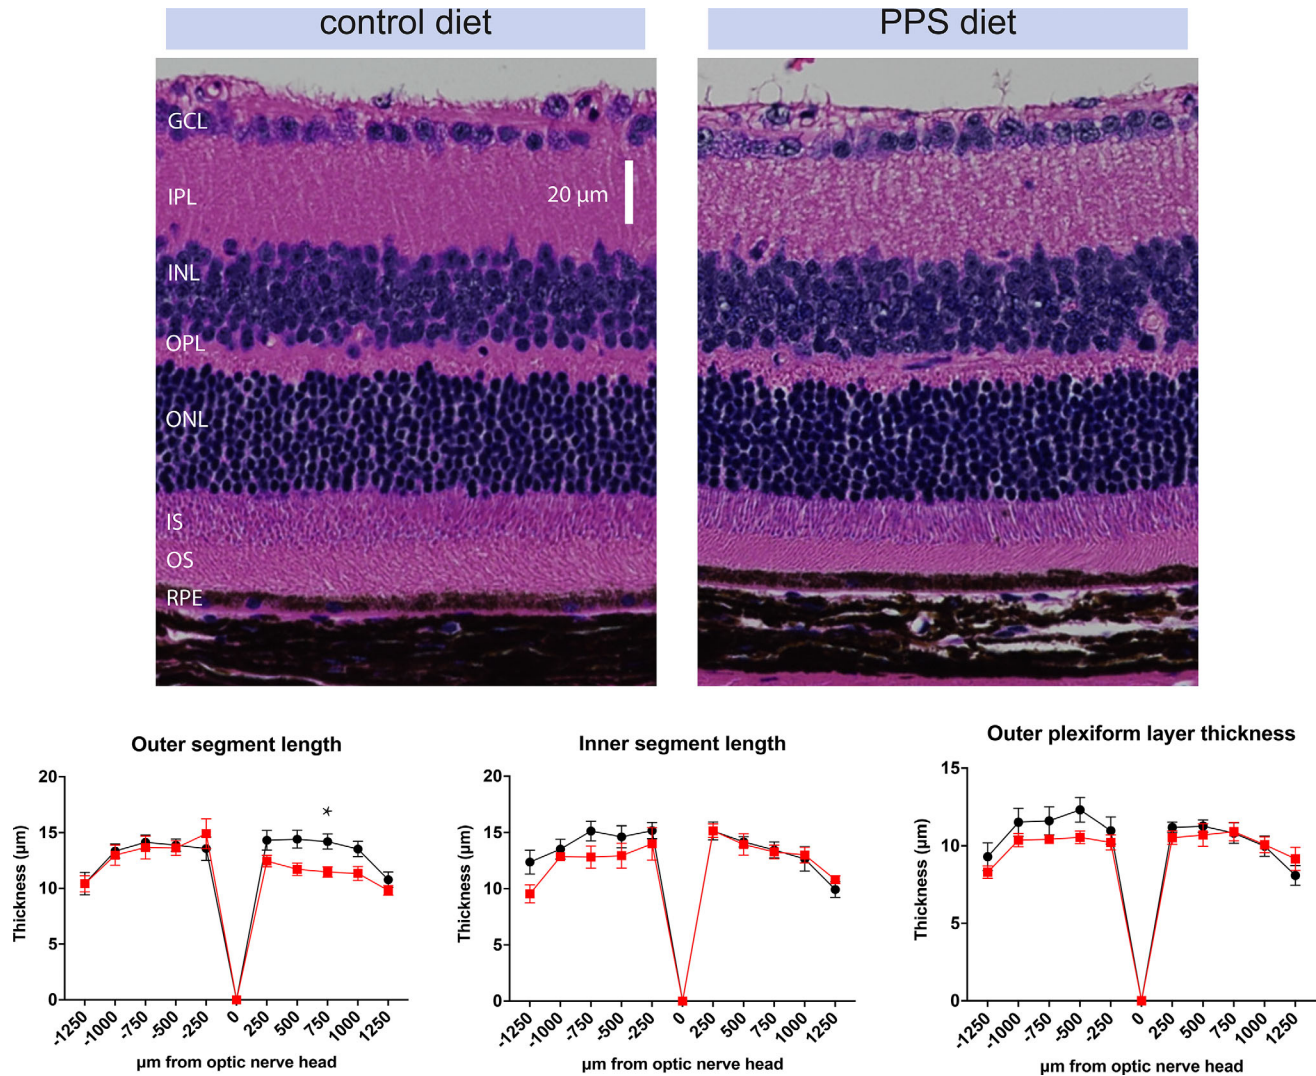 control diet
PPS diet
GCL
IPL
20 µm
INL
OPL
ONL
IS
OS
RPE
Outer segment length
Thickness (µm)
20
15
10
5
0
*
-1250 -1000 -750 -500 -250 0 250 500 750 1000 1250
µm from optic nerve head
Inner segment length
Thickness (µm)
20
15
10
5
0
-1250 -1000 -750 -500 -250 0 250 500 750 1000 1250
µm from optic nerve head
Outer plexiform layer thickness
Thickness (µm)
15
10
5
0
-1250 -1000 -750 -500 -250 0 250 500 750 1000 1250
µm from optic nerve head